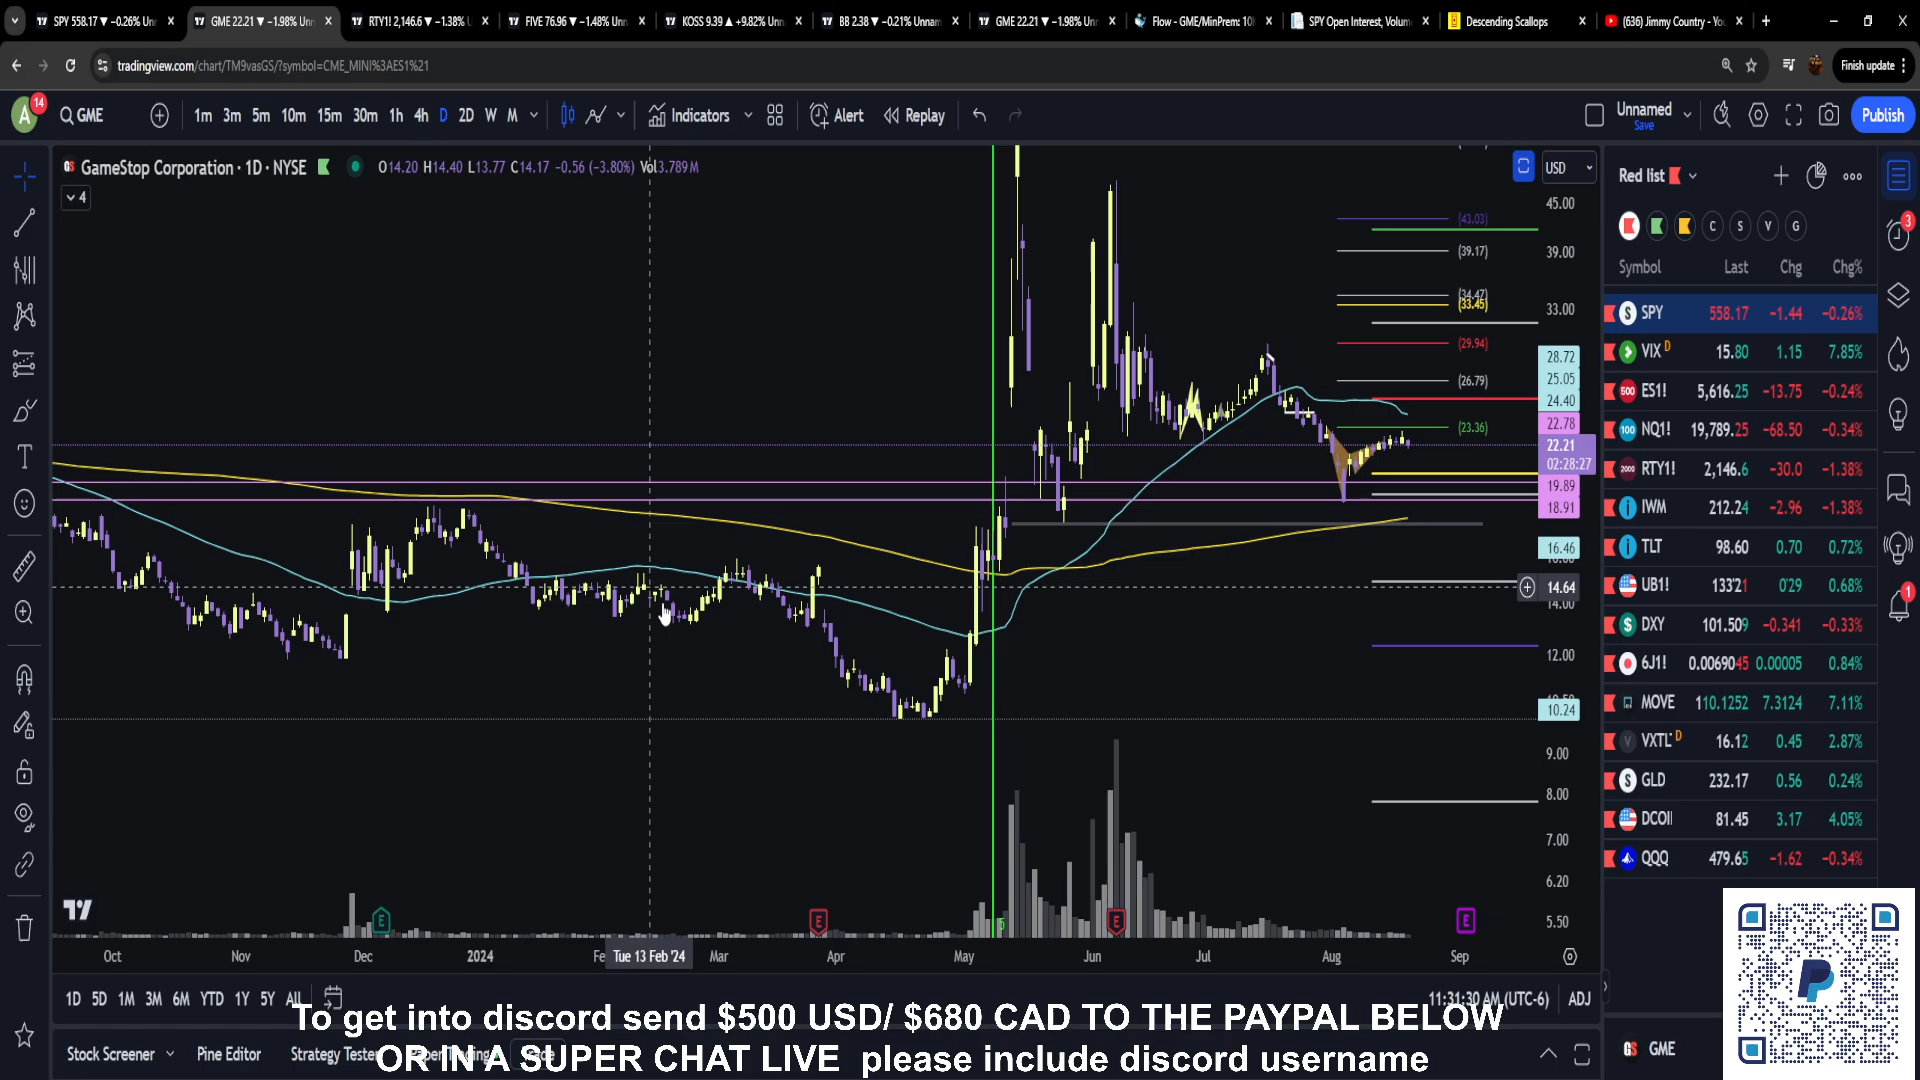 SPY 558.17 ▼ −0.26% Unn
GME 22.21 ▼ −1.98% Unn
RTY1! 2,146.6 ▼ −1.38% U
FIVE 76.96 ▼ −1.48% Unn
KOSS 9.39 ▲ +9.82% Unn
BB 2.38 ▼ −0.21% Unnam
GME 22.21 ▼ −1.98% Unn
Flow - GME/MinPrem: 10
SPY Open Interest, Volum
Descending Scallops
(636) Jimmy Country - Yo
tradingview.com/chart/TM9vasGS/?symbol=CME_MINI%3AES1%21
Finish update
A 14
GME
1m 3m 5m 10m 15m 30m 1h 4h D 2D W M
Indicators
Alert
Replay
Unnamed
Save
Publish
GameStop Corporation · 1D · NYSE
O14.20 H14.40 L13.77 C14.17 −0.56 (−3.80%) Vol3.789M
4
USD
45.00
(43.03)
(39.17) 39.00
(34.47)
(33.45) 33.00
(29.94)
28.72
(26.79)
25.05
24.40
(23.36) 22.78
22.21
02:28:27
19.89
18.91
16.46
14.64
14.00
12.00
10.24
9.00
8.00
7.00
6.20
5.50
E E E E
Oct Nov Dec 2024 Fe Tue 13 Feb '24 Mar Apr May Jun Jul Aug Sep
Red list
C S V G
Symbol Last Chg Chg%
SPY 558.17 −1.44 −0.26%
VIX D 15.80 1.15 7.85%
ES1! 5,616.25 −13.75 −0.24%
NQ1! 19,789.25 −68.50 −0.34%
RTY1! 2,146.6 −30.0 −1.38%
IWM 212.24 −2.96 −1.38%
TLT 98.60 0.70 0.72%
UB1! 133'21 0'29 0.68%
DXY 101.509 −0.341 −0.33%
6J1! 0.0069045 0.00005 0.84%
MOVE 110.1252 7.3124 7.11%
VXTL D 16.12 0.45 2.87%
GLD 232.17 0.56 0.24%
DCOIL 81.45 3.17 4.05%
QQQ 479.65 −1.62 −0.34%
3
1
1D 5D 1M 3M 6M YTD 1Y 5Y All
11:31:30 AM (UTC-6) ADJ
To get into discord send $500 USD/ $680 CAD TO THE PAYPAL BELOW
OR IN A SUPER CHAT LIVE please include discord username
Stock Screener Pine Editor Strategy Tester
GME